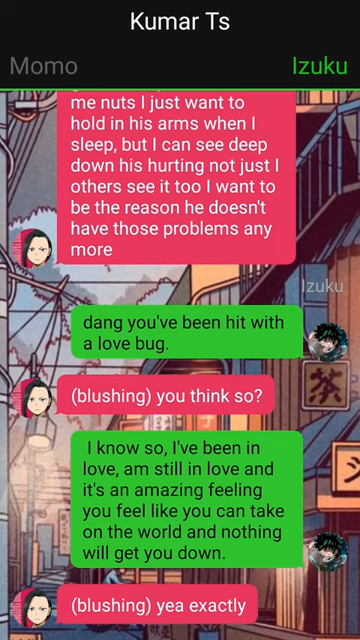 Kumar Ts
Momo
Izuku
me nuts I just want to
hold in his arms when I
sleep, but I can see deep
down his hurting not just I
others see it too I want to
be the reason he doesn't
have those problems any
more
Izuku
dang you've been hit with
a love bug.
(blushing) you think so?
I know so, I've been in
love, am still in love and
it's an amazing feeling
you feel like you can take
on the world and nothing
will get you down.
(blushing) yea exactly